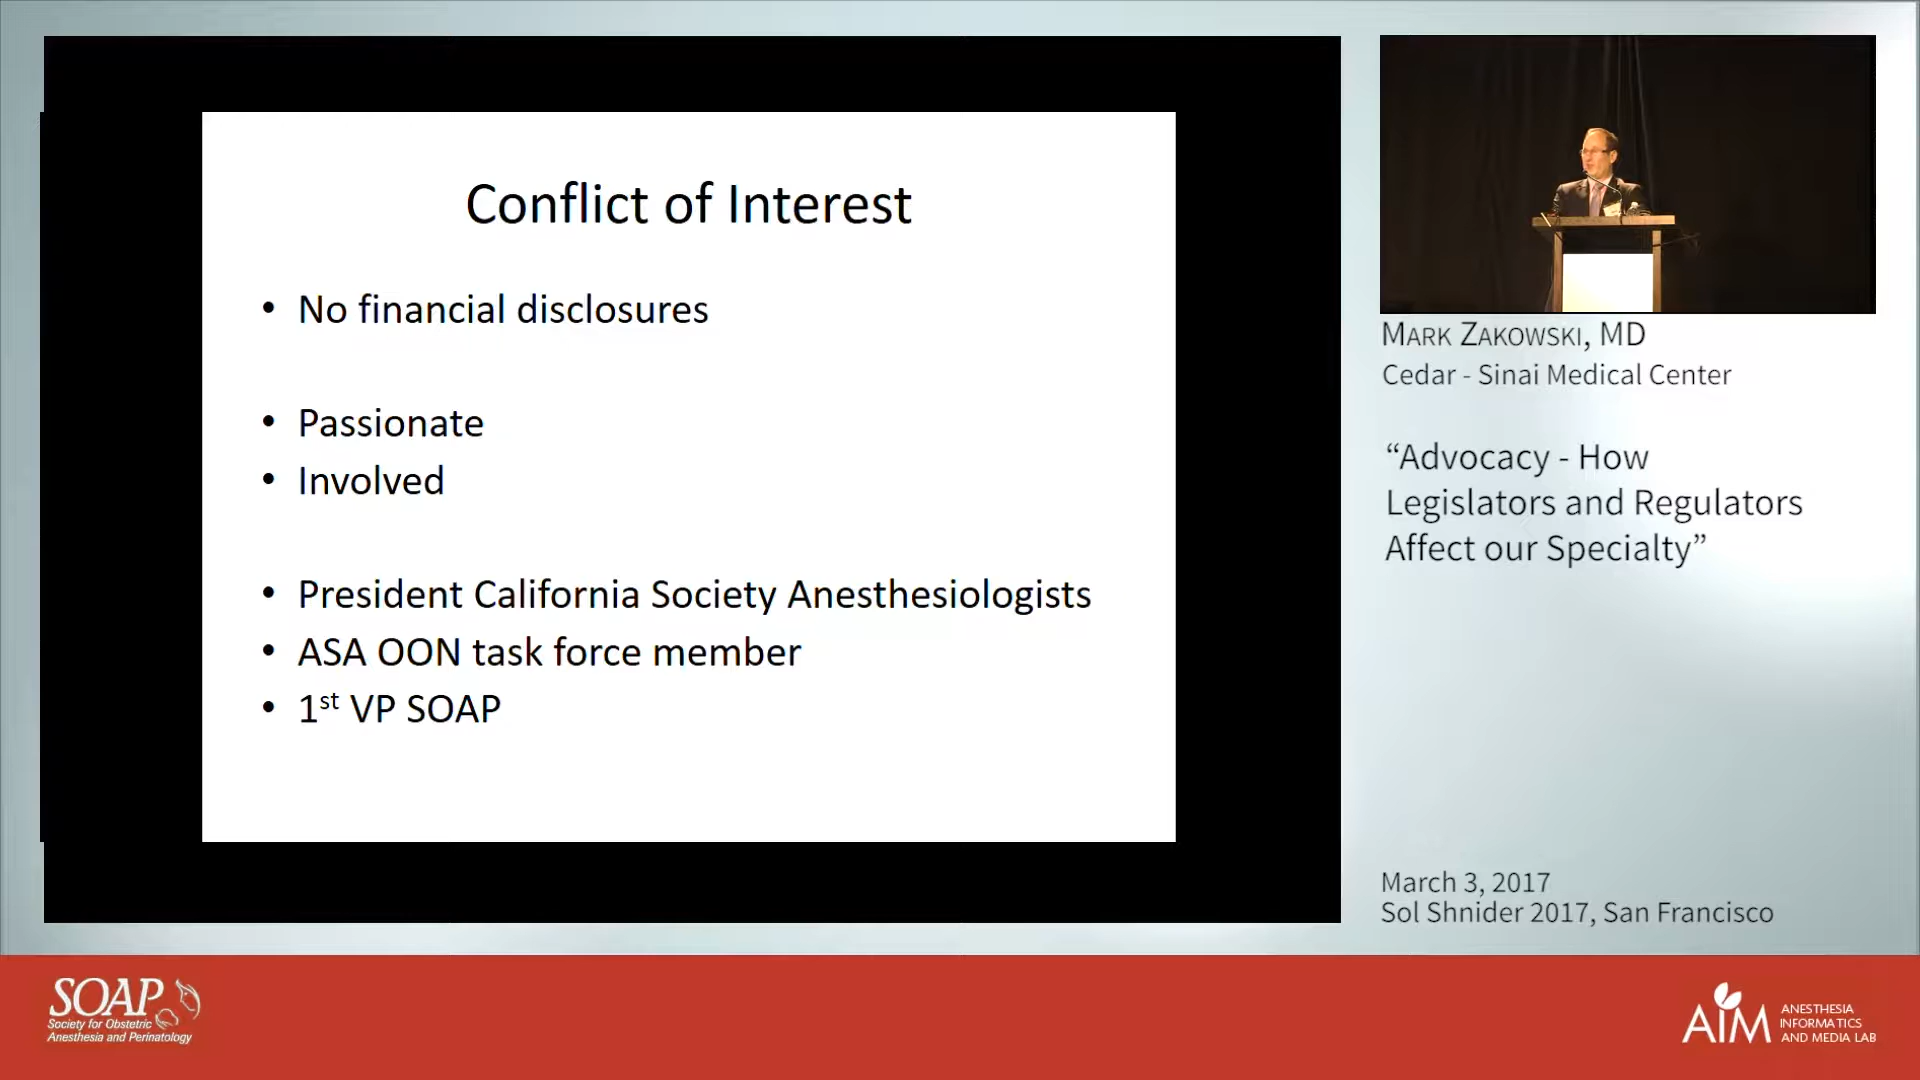 Conflict of Interest
• No financial disclosures
• Passionate
• Involved
• President California Society Anesthesiologists
• ASA OON task force member
• 1st VP SOAP
MARK ZAKOWSKI, MD
Cedar - Sinai Medical Center
“Advocacy - How
Legislators and Regulators
Affect our Specialty”
March 3, 2017
Sol Shnider 2017, San Francisco
SOAP
Society for Obstetric
Anesthesia and Perinatology
AIM
ANESTHESIA
INFORMATICS
AND MEDIA LAB